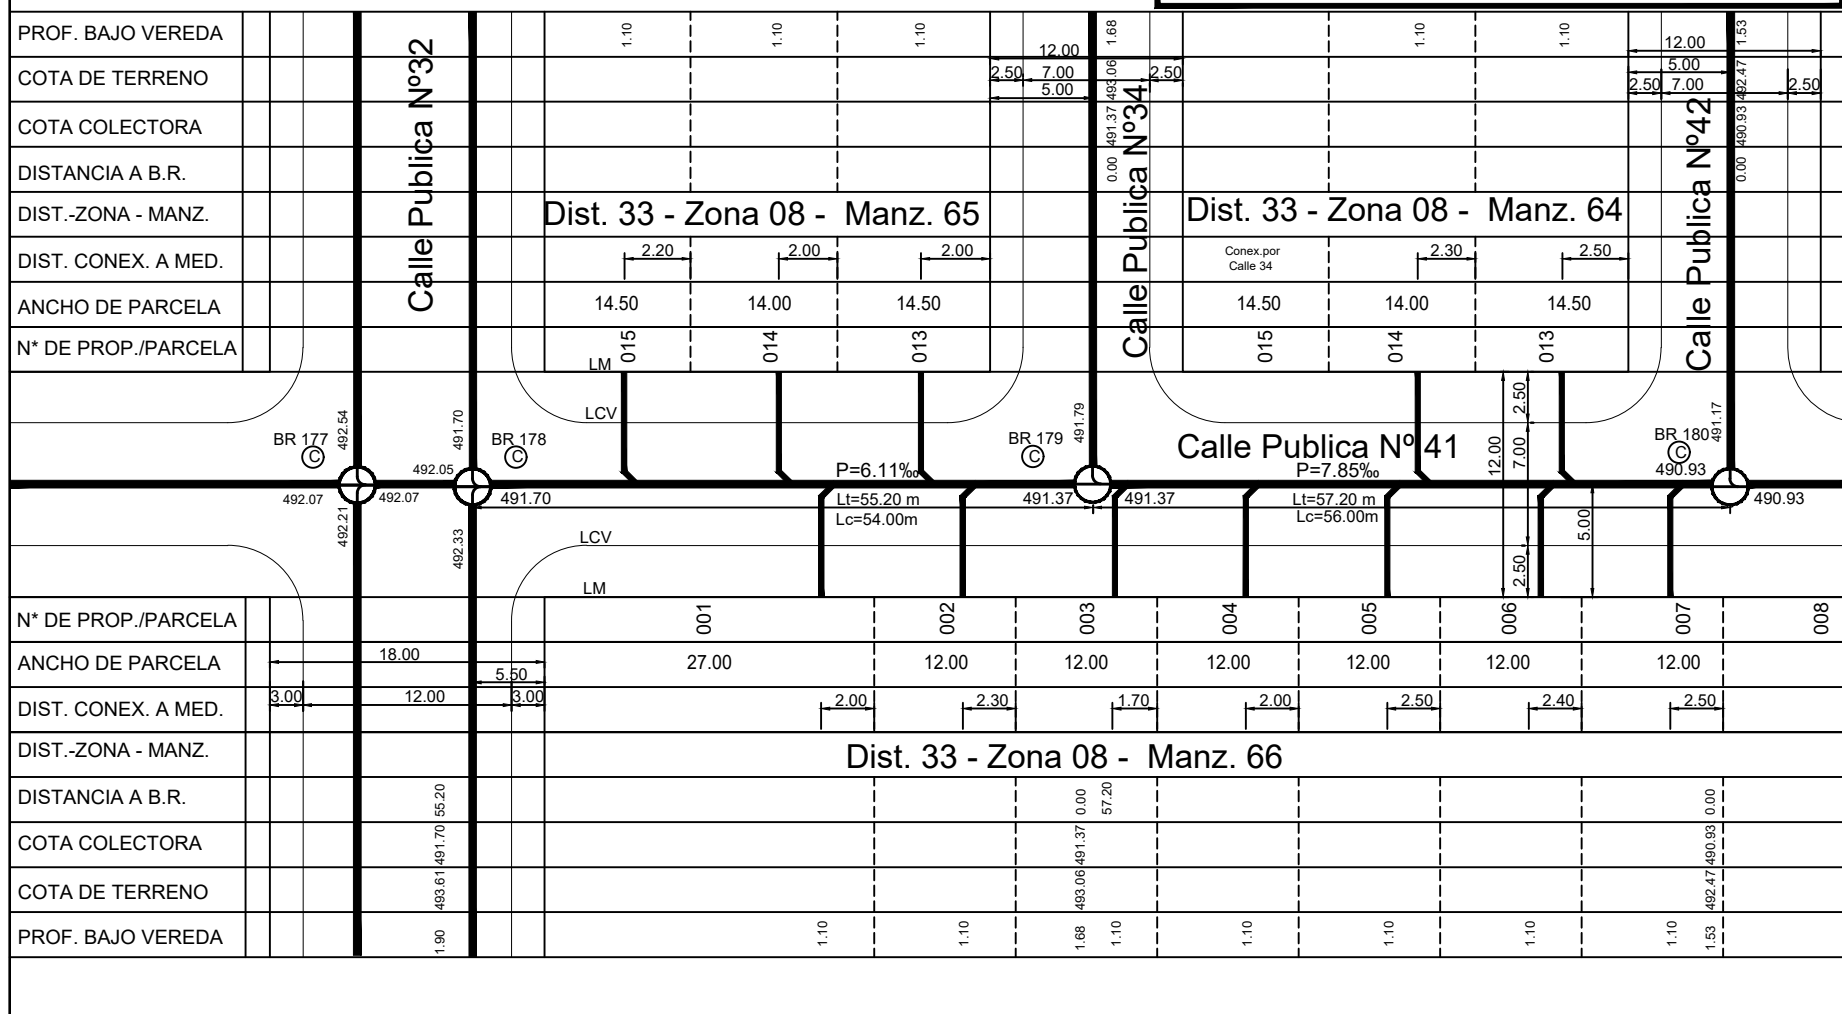 PROF. BAJO VEREDA 1.10 1.10 1.10 1.68 1.10 1.10 1.53
12.00 12.00
COTA DE TERRENO 2.50 7.00 493.06 2.50 5.00 492.47
5.00 2.50 7.00 2.50
COTA COLECTORA 491.37 490.93
DISTANCIA A B.R. 0.00 0.00
Calle Publica Nº32
Calle Publica Nº34
Calle Publica Nº42
DIST.-ZONA - MANZ. Dist. 33 - Zona 08 - Manz. 65 Dist. 33 - Zona 08 - Manz. 64
DIST. CONEX. A MED. 2.20 2.00 2.00 Conex.por 2.30 2.50
Calle 34
ANCHO DE PARCELA 14.50 14.00 14.50 14.50 14.00 14.50
N* DE PROP./PARCELA 015 014 013 015 014 013
LM
LCV 2.50
492.54 491.70 491.79 491.17
BR 177 BR 178 BR 179 BR 180
C C C C
Calle Publica Nº 41
12.00 7.00
492.05 P=6.11‰ P=7.85‰ 490.93
492.07 492.07 491.70 Lt=55.20 m 491.37 491.37 Lt=57.20 m 490.93
Lc=54.00m Lc=56.00m
492.21 492.33 5.00
LCV
2.50
LM
N* DE PROP./PARCELA 001 002 003 004 005 006 007 008
ANCHO DE PARCELA 18.00 27.00 12.00 12.00 12.00 12.00 12.00 12.00
5.50
DIST. CONEX. A MED. 3.00 12.00 3.00 2.00 2.30 1.70 2.00 2.50 2.40 2.50
DIST.-ZONA - MANZ. Dist. 33 - Zona 08 - Manz. 66
DISTANCIA A B.R. 55.20 0.00 57.20 0.00
COTA COLECTORA 491.70 491.37 490.93
COTA DE TERRENO 493.61 493.06 492.47
PROF. BAJO VEREDA 1.90 1.10 1.10 1.68 1.10 1.10 1.10 1.10 1.10 1.53